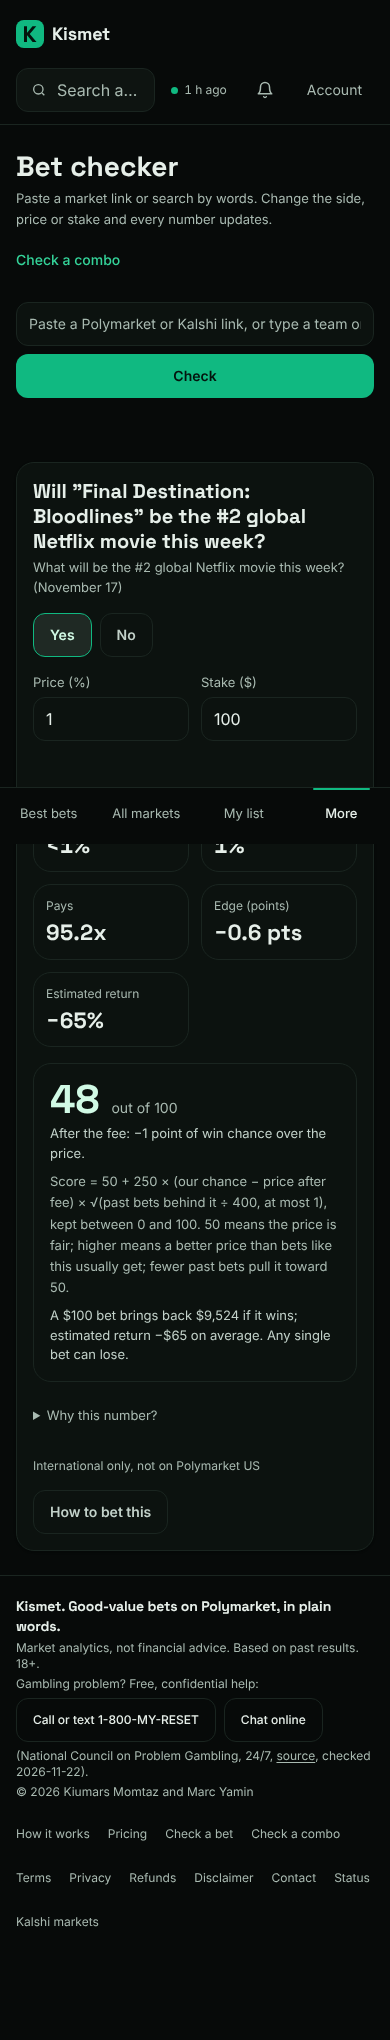 Kismet
Search a...
1 h ago
Account
Bet checker
Paste a market link or search by words. Change the side,
price or stake and every number updates.
Check a combo
Paste a Polymarket or Kalshi link, or type a team o
Check
Will "Final Destination:
Bloodlines" be the #2 global
Netflix movie this week?
What will be the #2 global Netflix movie this week?
(November 17)
Yes
No
Price (%)
Stake ($)
1
100
Best bets
All markets
My list
More
<1%
1%
Pays
Edge (points)
95.2x
−0.6 pts
Estimated return
−65%
48 out of 100
After the fee: −1 point of win chance over the
price.
Score = 50 + 250 × (our chance − price after
fee) × √(past bets behind it ÷ 400, at most 1),
kept between 0 and 100. 50 means the price is
fair; higher means a better price than bets like
this usually get; fewer past bets pull it toward
50.
A $100 bet brings back $9,524 if it wins;
estimated return −$65 on average. Any single
bet can lose.
Why this number?
International only, not on Polymarket US
How to bet this
Kismet. Good-value bets on Polymarket, in plain
words.
Market analytics, not financial advice. Based on past results.
18+.
Gambling problem? Free, confidential help:
Call or text 1-800-MY-RESET
Chat online
(National Council on Problem Gambling, 24/7, source, checked
2026-11-22).
© 2026 Kiumars Momtaz and Marc Yamin
How it works
Pricing
Check a bet
Check a combo
Terms
Privacy
Refunds
Disclaimer
Contact
Status
Kalshi markets